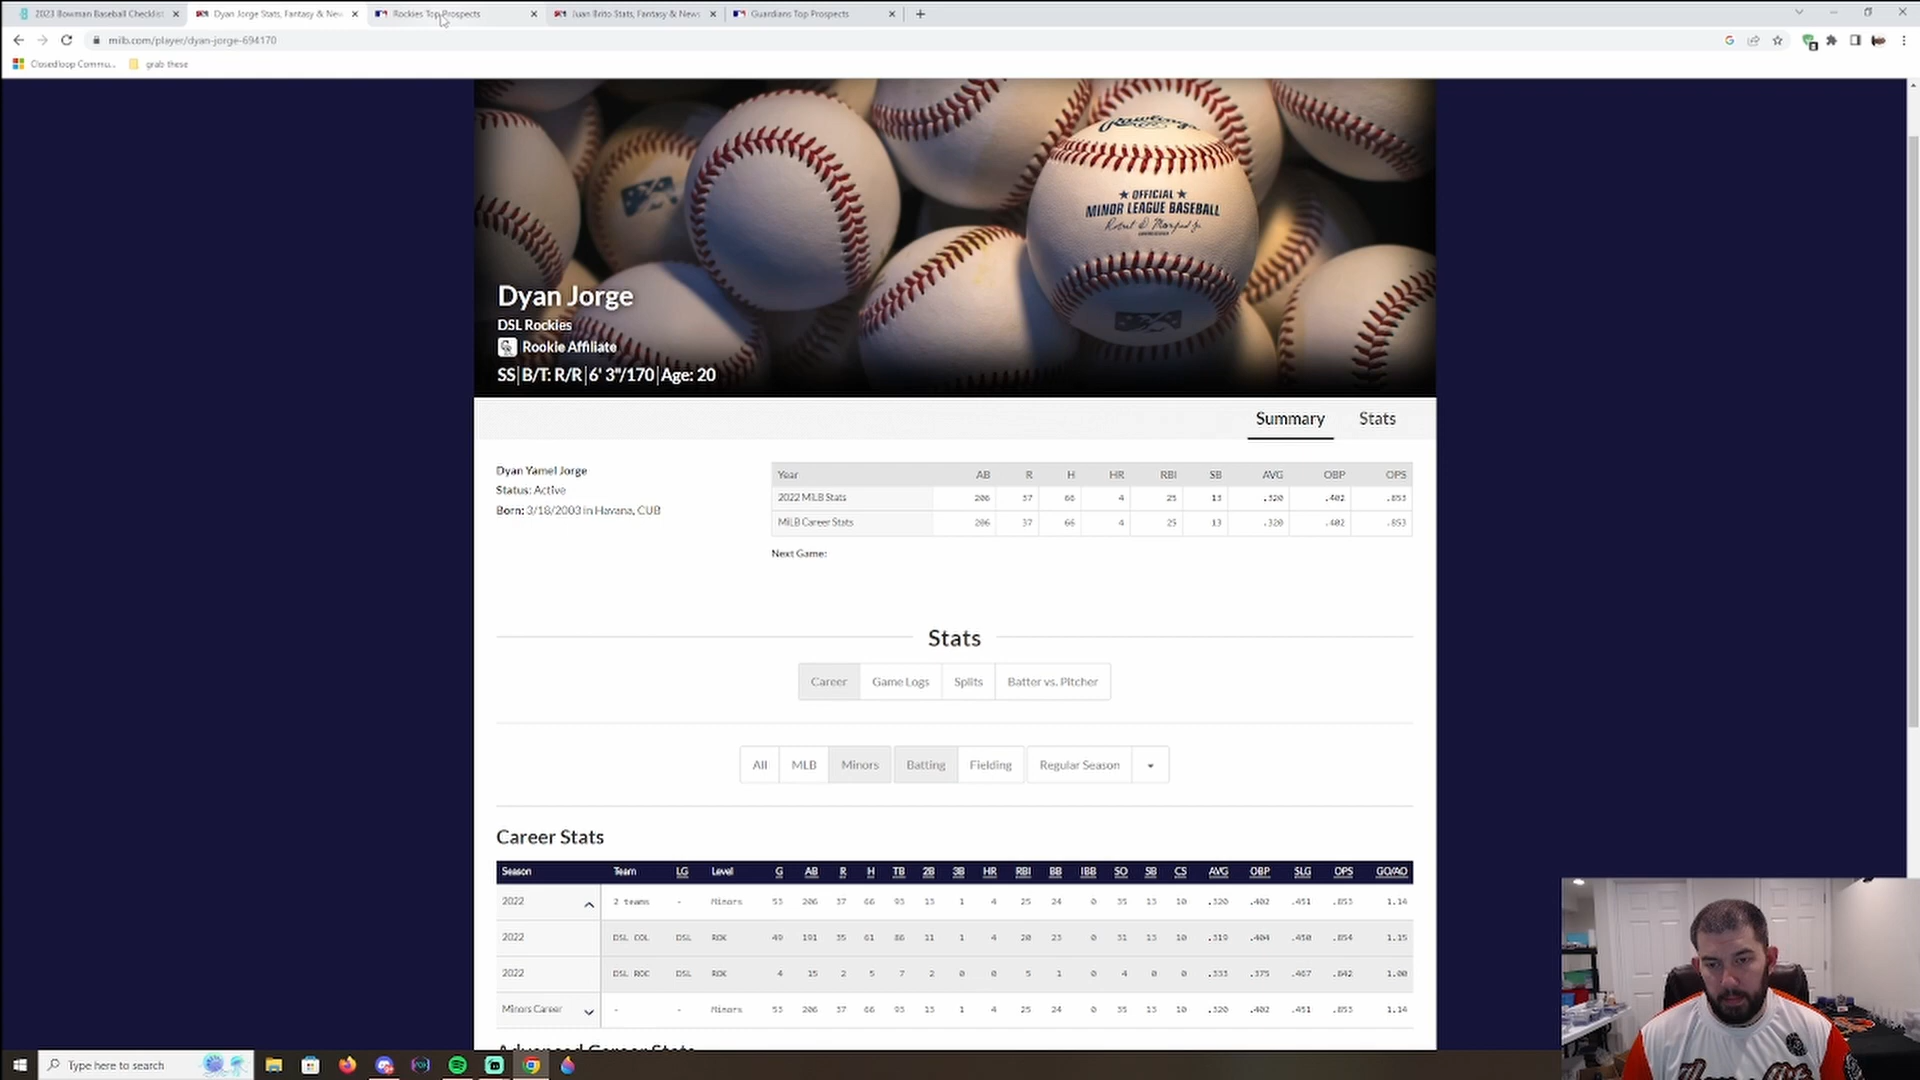 2023 Bowman Baseball Checklist
Dyan Jorge Stats, Fantasy & New
Rockies Top Prospects
Juan Brito Stats, Fantasy & News
Guardians Top Prospects
milb.com/player/dyan-jorge-694170
Closedloop Commu...
grab these
Rawlings
★ OFFICIAL ★
MINOR LEAGUE BASEBALL
Dyan Jorge
DSL Rockies
Rookie Affiliate
SS|B/T: R/R|6' 3"/170|Age: 20
Summary
Stats
Dyan Yamel Jorge
Status: Active
Born: 3/18/2003 in Havana, CUB
Year AB R H HR RBI SB AVG OBP OPS
2022 MiLB Stats 206 37 66 4 25 13 .320 .402 .853
MiLB Career Stats 206 37 66 4 25 13 .320 .402 .853
Next Game:
Stats
Career Game Logs Splits Batter vs. Pitcher
All MLB Minors Batting Fielding Regular Season
Career Stats
Season Team LG Level G AB R H TB 2B 3B HR RBI BB IBB SO SB CS AVG OBP SLG OPS GO/AO
2022 2 teams - Minors 53 206 37 66 93 13 1 4 25 24 0 35 13 10 .320 .402 .451 .853 1.14
2022 DSL COL DSL ROK 49 191 35 61 86 11 1 4 20 23 0 31 13 10 .319 .404 .450 .854 1.15
2022 DSL ROC DSL ROK 4 15 2 5 7 2 0 0 5 1 0 4 0 0 .333 .375 .467 .842 1.00
Minors Career - - Minors 53 206 37 66 93 13 1 4 25 24 0 35 13 10 .320 .402 .451 .853 1.14
Advanced Career Stats
Type here to search